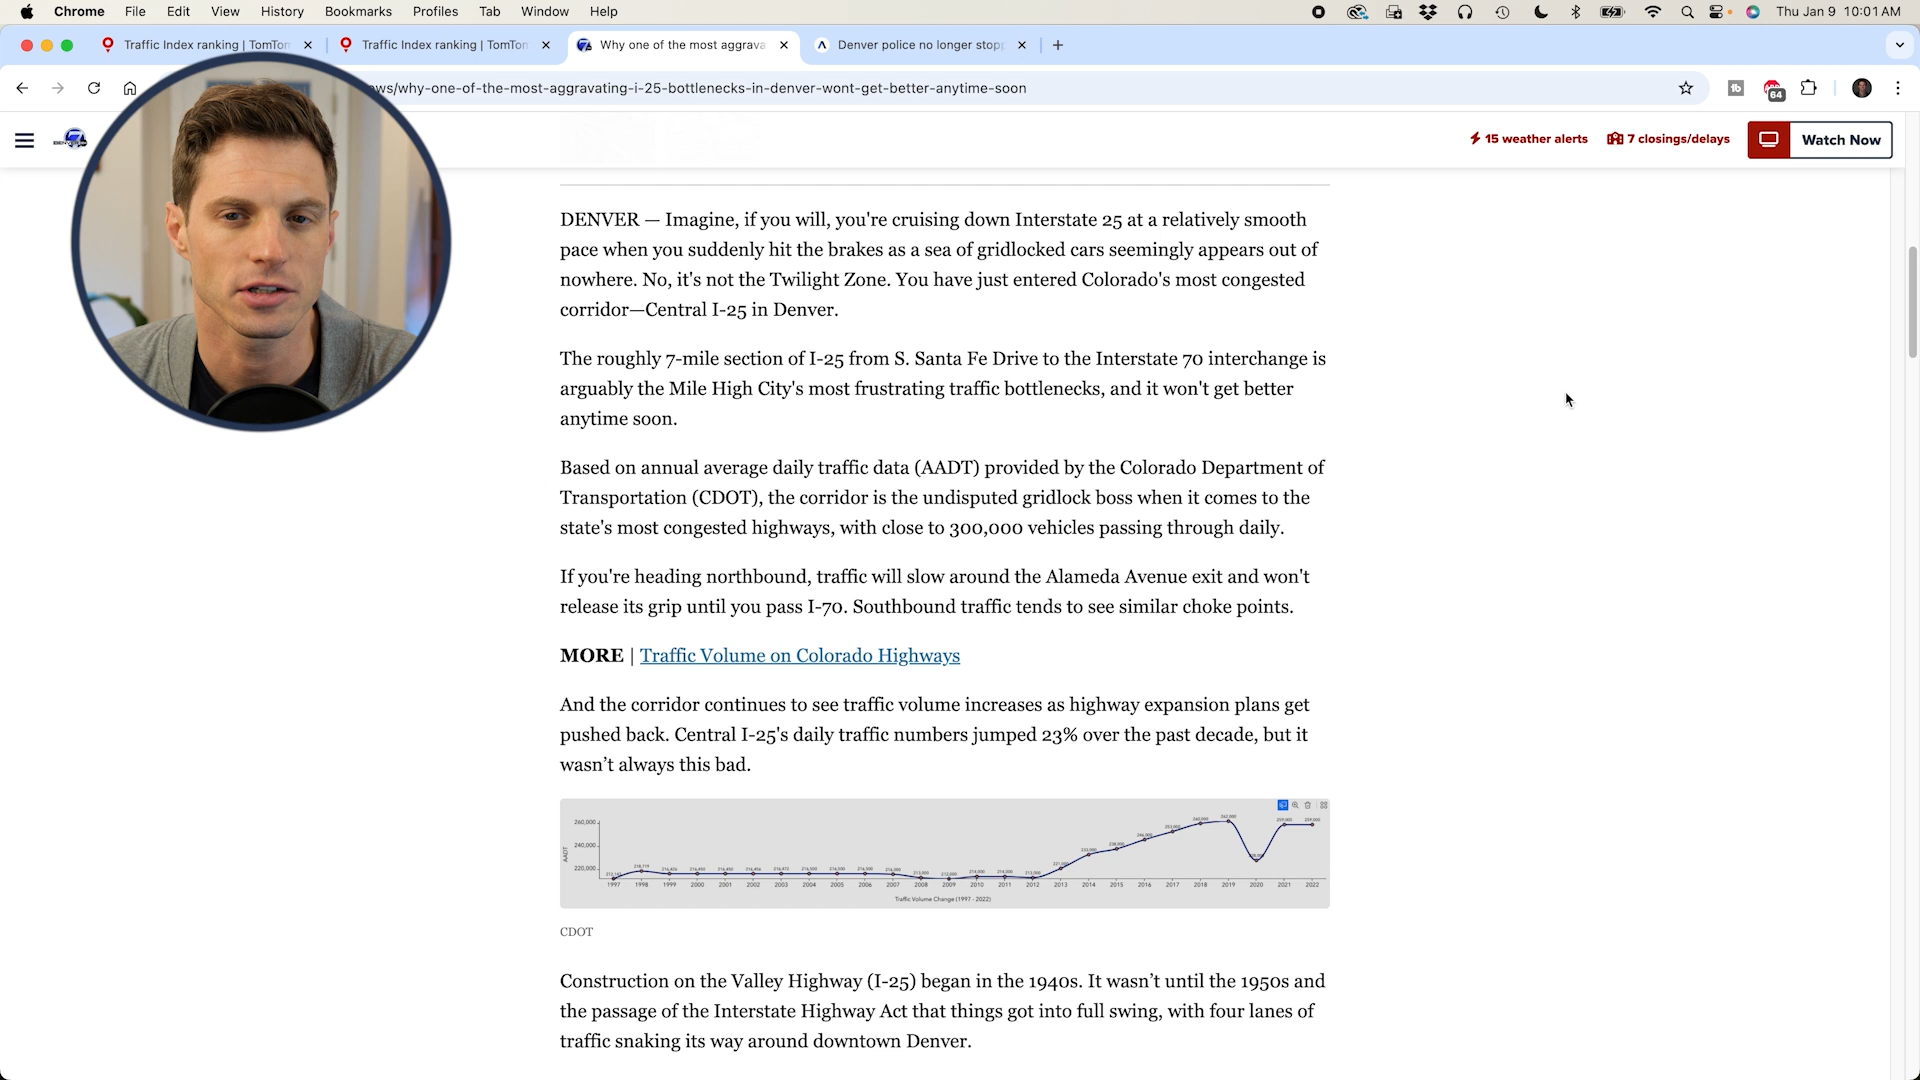 Chrome File Edit View History Bookmarks Profiles Tab Window Help Thu Jan 9 10:01 AM
Traffic Index ranking | TomTom Traffic Index ranking | TomTom Why one of the most aggrava Denver police no longer stopp
ws/why-one-of-the-most-aggravating-i-25-bottlenecks-in-denver-wont-get-better-anytime-soon 64
15 weather alerts 7 closings/delays Watch Now
DENVER — Imagine, if you will, you're cruising down Interstate 25 at a relatively smooth
pace when you suddenly hit the brakes as a sea of gridlocked cars seemingly appears out of
nowhere. No, it's not the Twilight Zone. You have just entered Colorado's most congested
corridor—Central I-25 in Denver.
The roughly 7-mile section of I-25 from S. Santa Fe Drive to the Interstate 70 interchange is
arguably the Mile High City's most frustrating traffic bottlenecks, and it won't get better
anytime soon.
Based on annual average daily traffic data (AADT) provided by the Colorado Department of
Transportation (CDOT), the corridor is the undisputed gridlock boss when it comes to the
state's most congested highways, with close to 300,000 vehicles passing through daily.
If you're heading northbound, traffic will slow around the Alameda Avenue exit and won't
release its grip until you pass I-70. Southbound traffic tends to see similar choke points.
MORE | Traffic Volume on Colorado Highways
And the corridor continues to see traffic volume increases as highway expansion plans get
pushed back. Central I-25's daily traffic numbers jumped 23% over the past decade, but it
wasn't always this bad.
260,000
240,000
220,000
AADT
1997 1998 1999 2000 2001 2002 2003 2004 2005 2006 2007 2008 2009 2010 2011 2012 2013 2014 2015 2016 2017 2018 2019 2020 2021 2022
Traffic Volume Change (1997 - 2022)
CDOT
Construction on the Valley Highway (I-25) began in the 1940s. It wasn't until the 1950s and
the passage of the Interstate Highway Act that things got into full swing, with four lanes of
traffic snaking its way around downtown Denver.